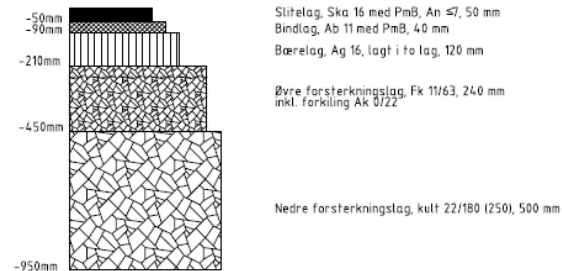 -50mm
Slitelag, Ska 16 med PmB, An ≤7, 50 mm
-90mm
Bindlag, Ab 11 med PmB, 40 mm
Bærelag, Ag 16, lagt i to lag, 120 mm
-210mm
Øvre forsterkningslag, Fk 11/63, 240 mm
inkl. forkiling Ak 0/22
-450mm
Nedre forsterkningslag, kult 22/180 (250), 500 mm
-950mm